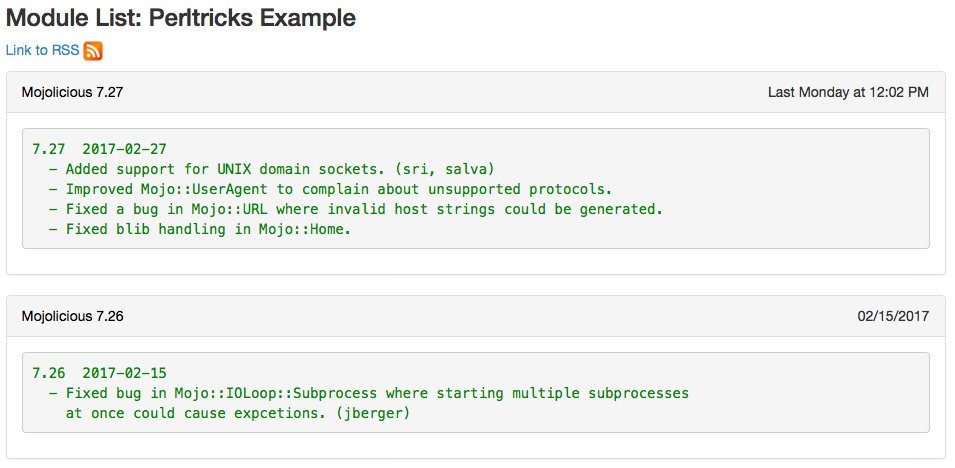 Module List: Perltricks Example
Link to RSS
Mojolicious 7.27 Last Monday at 12:02 PM
7.27  2017-02-27
  – Added support for UNIX domain sockets. (sri, salva)
  – Improved Mojo::UserAgent to complain about unsupported protocols.
  – Fixed a bug in Mojo::URL where invalid host strings could be generated.
  – Fixed blib handling in Mojo::Home.
Mojolicious 7.26 02/15/2017
7.26  2017-02-15
  – Fixed bug in Mojo::IOLoop::Subprocess where starting multiple subprocesses
    at once could cause expcetions. (jberger)